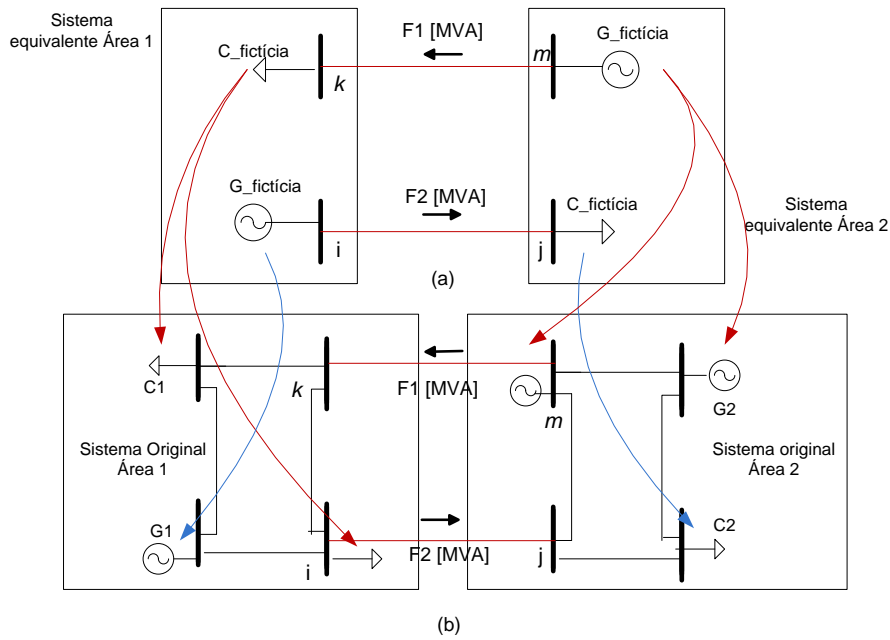 Sistema
equivalente Área 1
C_fictícia
k
F1 [MVA]
m
G_fictícia
G_fictícia
i
F2 [MVA]
C_fictícia
j
Sistema
equivalente Área 2
(a)
C1
k
F1 [MVA]
m
G2
Sistema Original
Área 1
Sistema original
Área 2
G1
i
F2 [MVA]
j
C2
(b)